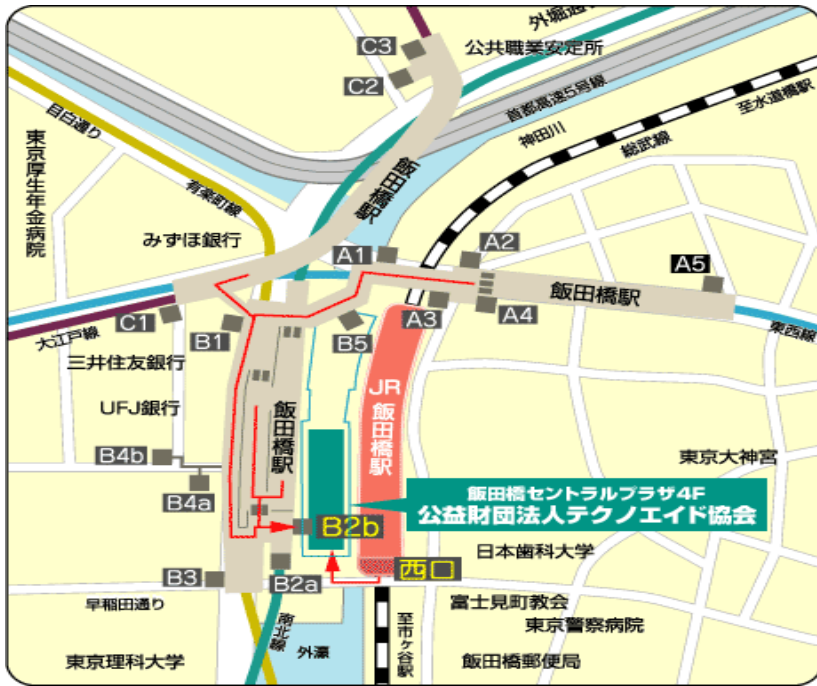 外堀通り
C3
公共職業安定所
C2
首都高速5号線
至水道橋駅
目白通り
神田川
総武線
東京厚生年金病院
飯田橋駅
有楽町線
みずほ銀行
A1
A2
A5
飯田橋駅
C1
B1
B5
A3
A4
大江戸線
東西線
三井住友銀行
JR
飯田橋駅
UFJ銀行
飯田橋駅
B4b
東京大神宮
B4a
飯田橋セントラルプラザ4F
公益財団法人テクノエイド協会
B2b
日本歯科大学
西口
B3
B2a
早稲田通り
富士見町教会
南北線
至市ヶ谷駅
東京警察病院
外濠
東京理科大学
飯田橋郵便局